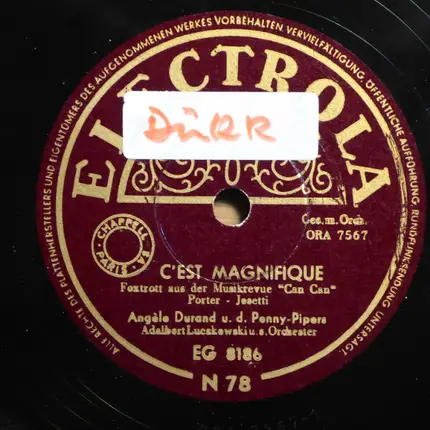 ALLE RECHTE DES PLATTENHERSTELLERS UND EIGENTÜMERS DES AUFGENOMMENEN WERKES VORBEHALTEN VERVIELFÄLTIGUNG, ÖFFENTLICHE AUFFÜHRUNG, RUNDFUNKSENDUNG UNTERSAGT.
ELECTROLA
DÜRR
Ges. m. Orch.
ORA 7567
CHAPPELL
PARIS
C'EST MAGNIFIQUE
Foxtrott aus der Musikrevue "Can Can"
Porter - Josetti
Angèle Durand u. d. Penny-Pipers
Adalbert Luczkowski u. s. Orchester
EG 8186
N 78